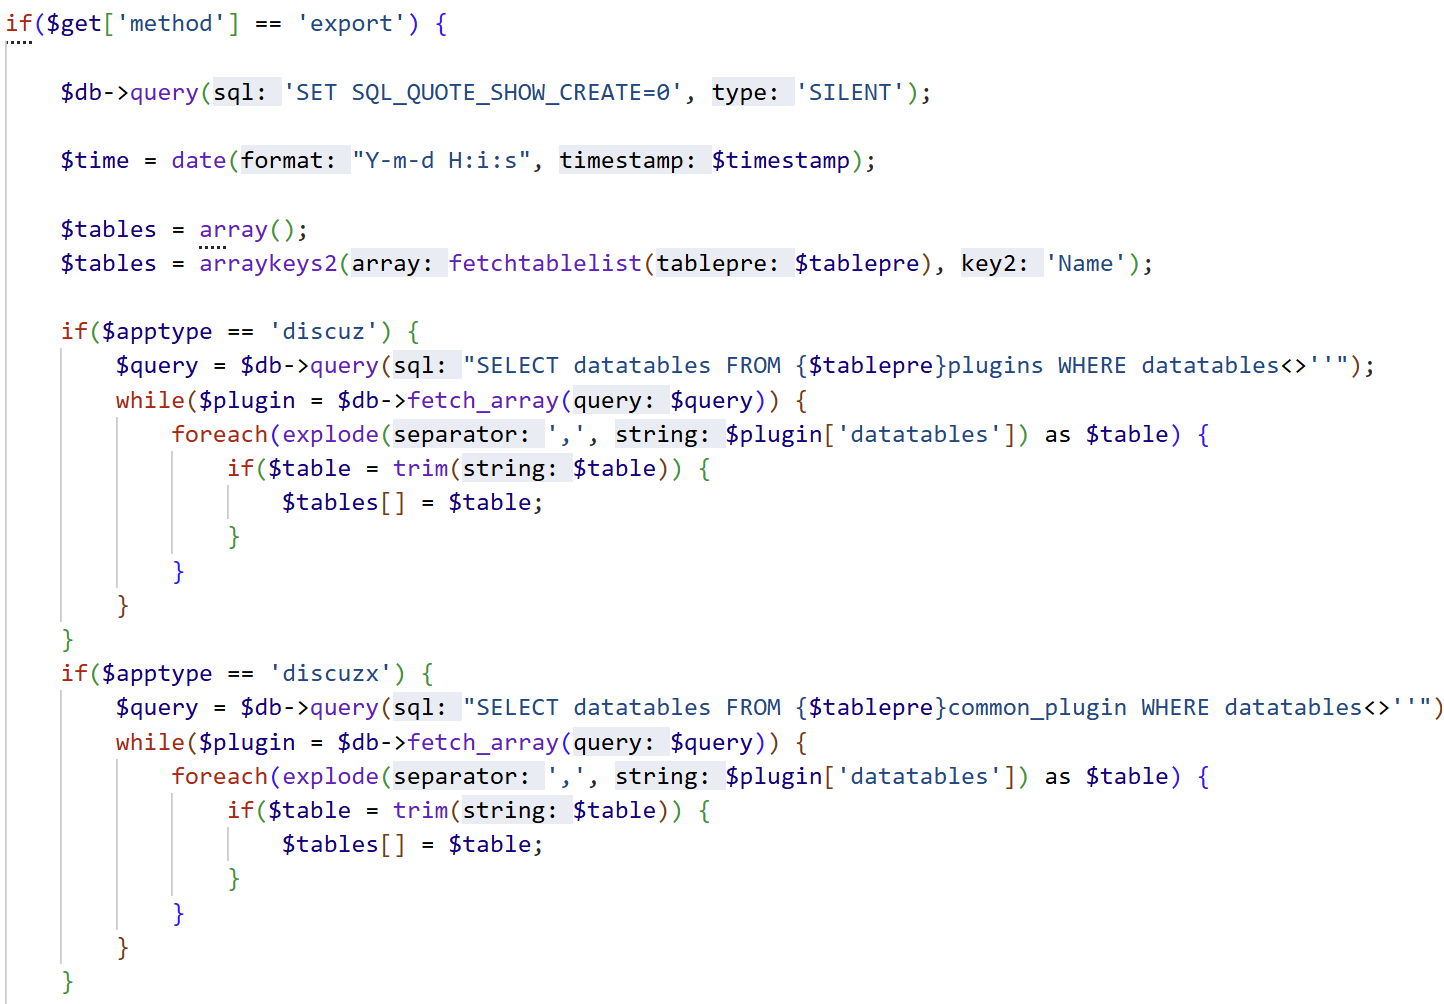 if($get['method'] == 'export') {
$db->query(sql: 'SET SQL_QUOTE_SHOW_CREATE=0', type: 'SILENT');
$time = date(format: "Y-m-d H:i:s", timestamp: $timestamp);
$tables = array();
$tables = arraykeys2(array: fetchtablelist(tablepre: $tablepre), key2: 'Name');
if($apptype == 'discuz') {
$query = $db->query(sql: "SELECT datatables FROM {$tablepre}plugins WHERE datatables<>''");
while($plugin = $db->fetch_array(query: $query)) {
foreach(explode(separator: ',', string: $plugin['datatables']) as $table) {
if($table = trim(string: $table)) {
$tables[] = $table;
}
}
}
}
if($apptype == 'discuzx') {
$query = $db->query(sql: "SELECT datatables FROM {$tablepre}common_plugin WHERE datatables<>''")
while($plugin = $db->fetch_array(query: $query)) {
foreach(explode(separator: ',', string: $plugin['datatables']) as $table) {
if($table = trim(string: $table)) {
$tables[] = $table;
}
}
}
}